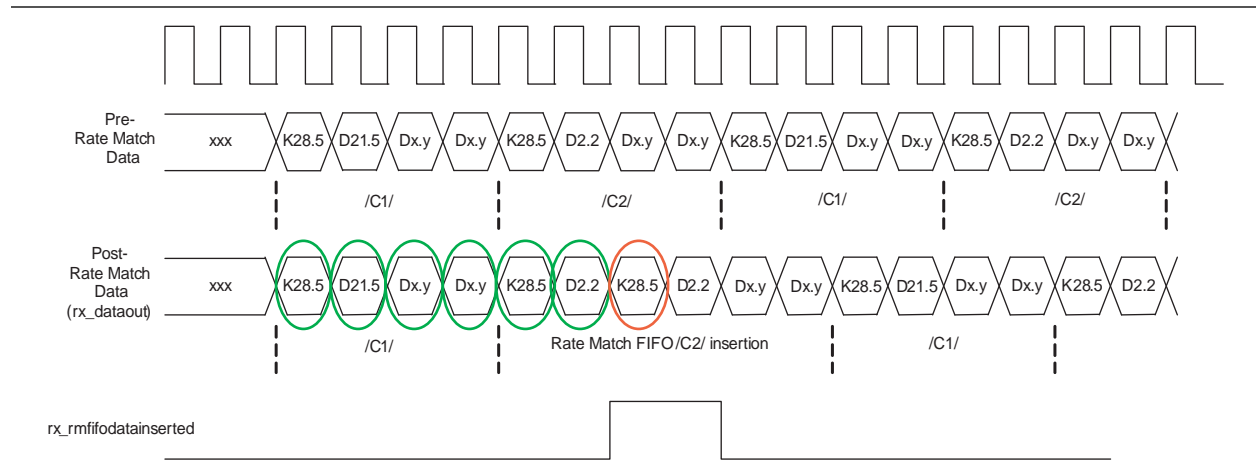 Pre-
Rate Match
Data
xxx K28.5 D21.5 Dx.y Dx.y K28.5 D2.2 Dx.y Dx.y K28.5 D21.5 Dx.y Dx.y K28.5 D2.2 Dx.y Dx.y
/C1/ /C2/ /C1/ /C2/
Post-
Rate Match
Data
(rx_dataout)
xxx K28.5 D21.5 Dx.y Dx.y K28.5 D2.2 K28.5 D2.2 Dx.y Dx.y K28.5 D21.5 Dx.y Dx.y K28.5 D2.2
/C1/ Rate Match FIFO /C2/ insertion /C1/
rx_rmfifodatainserted